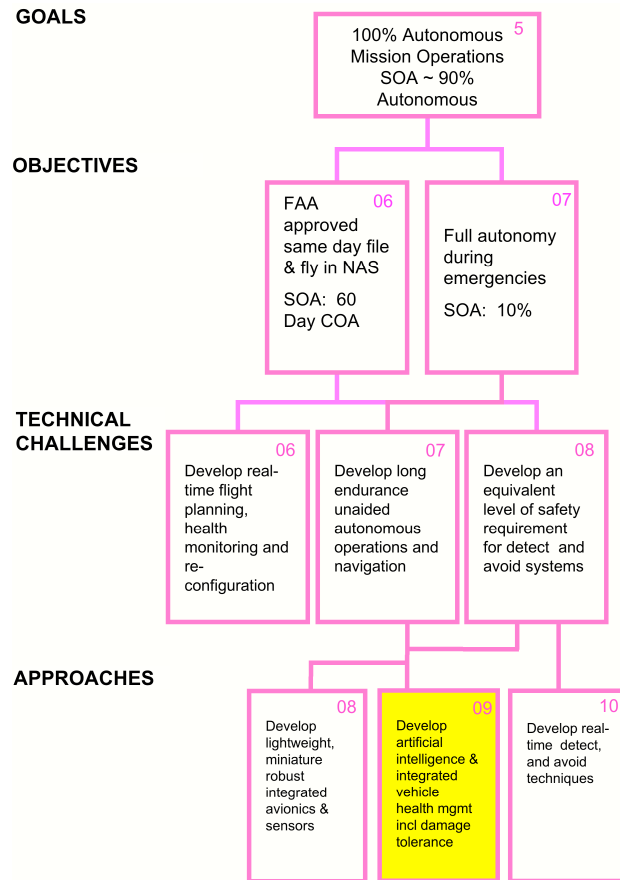 GOALS
5
100% Autonomous
Mission Operations
SOA ~ 90%
Autonomous
OBJECTIVES
06
FAA
approved
same day file
& fly in NAS
SOA: 60
Day COA
07
Full autonomy
during
emergencies
SOA: 10%
TECHNICAL
CHALLENGES
06
Develop real-
time flight
planning,
health
monitoring and
re-
configuration
07
Develop long
endurance
unaided
autonomous
operations and
navigation
08
Develop an
equivalent
level of safety
requirement
for detect and
avoid systems
APPROACHES
08
Develop
lightweight,
miniature
robust
integrated
avionics &
sensors
09
Develop
artificial
intelligence &
integrated
vehicle
health mgmt
incl damage
tolerance
10
Develop real-
time detect,
and avoid
techniques